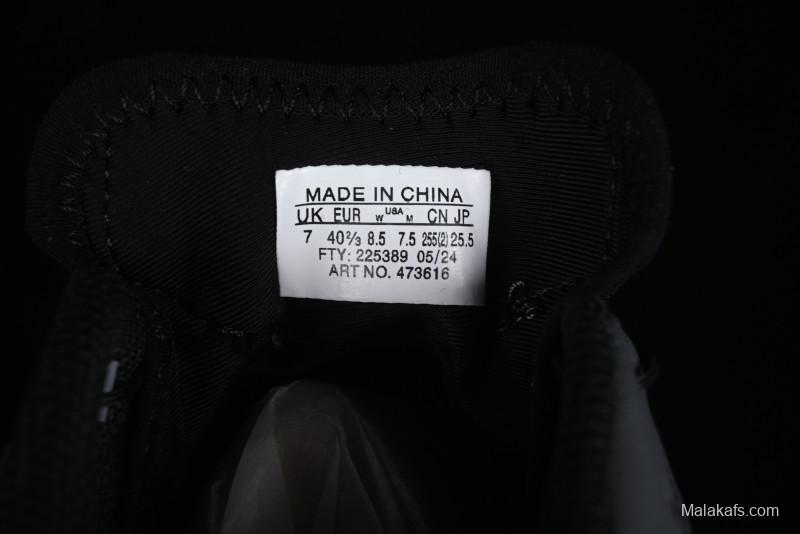 MADE IN CHINA
UK EUR W USA M CN JP
7 40⅔ 8.5 7.5 255(2) 25.5
FTY: 225389 05/24
ART NO. 473616
Malakafs.com